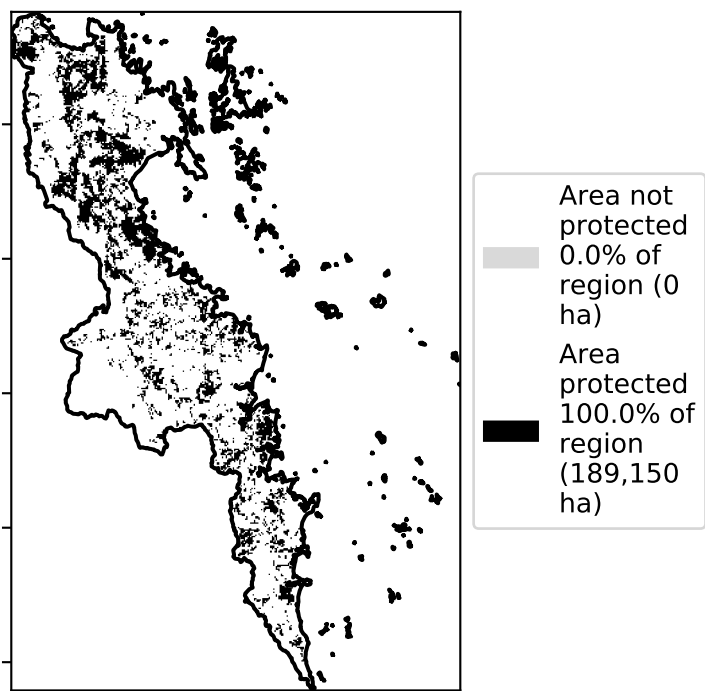 Area not
protected
0.0% of
region (0
ha)
Area
protected
100.0% of
region
(189,150
ha)